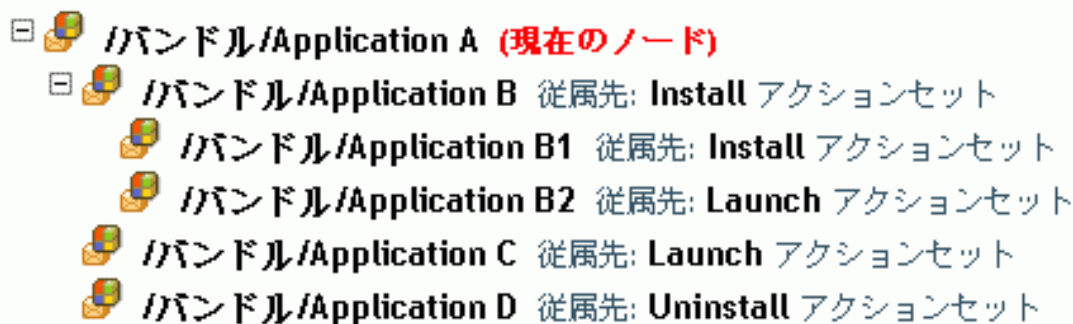 /バンドル/Application A (現在のノード)
/バンドル/Application B 従属先: Install アクションセット
/バンドル/Application B1 従属先: Install アクションセット
/バンドル/Application B2 従属先: Launch アクションセット
/バンドル/Application C 従属先: Launch アクションセット
/バンドル/Application D 従属先: Uninstall アクションセット